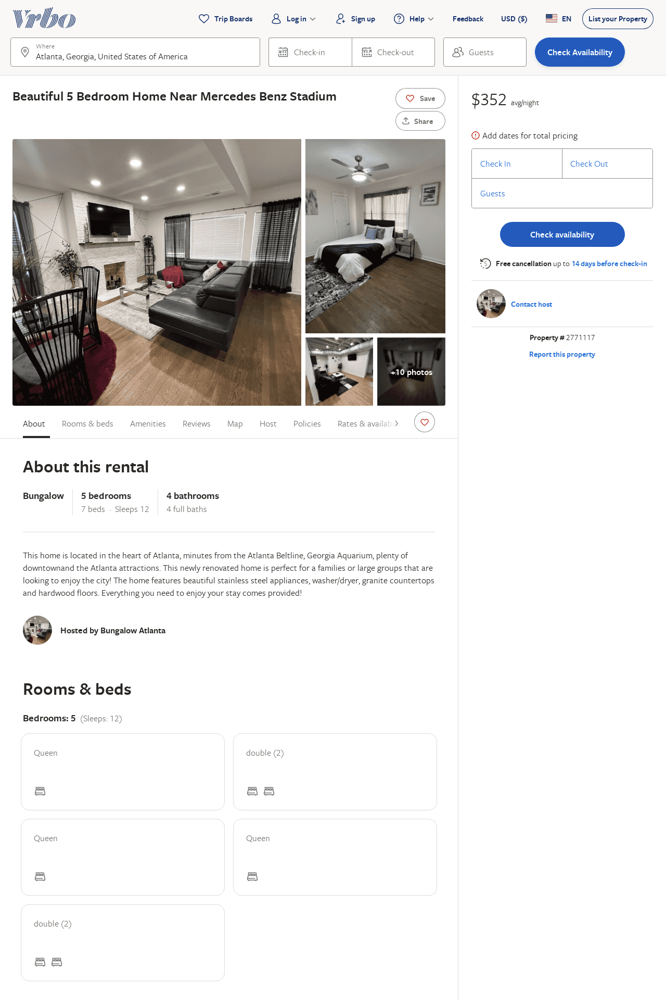 Vrbo
Trip Boards
Log in
Sign up
Help
Feedback
USD ($)
EN
List your Property
Where
Atlanta, Georgia, United States of America
Check-in
Check-out
Guests
Check Availability
Beautiful 5 Bedroom Home Near Mercedes Benz Stadium
Save
Share
+10 photos
$352 avg/night
Add dates for total pricing
Check In
Check Out
Guests
Check availability
Free cancellation up to 14 days before check-in
Contact host
Property # 2771117
Report this property
About
Rooms & beds
Amenities
Reviews
Map
Host
Policies
Rates & availabi
About this rental
Bungalow
5 bedrooms
7 beds · Sleeps 12
4 bathrooms
4 full baths
This home is located in the heart of Atlanta, minutes from the Atlanta Beltline, Georgia Aquarium, plenty of
downtownand the Atlanta attractions. This newly renovated home is perfect for a families or large groups that are
looking to enjoy the city! The home features beautiful stainless steel appliances, washer/dryer, granite countertops
and hardwood floors. Everything you need to enjoy your stay comes provided!
Hosted by Bungalow Atlanta
Rooms & beds
Bedrooms: 5 (Sleeps: 12)
Queen
double (2)
Queen
Queen
double (2)